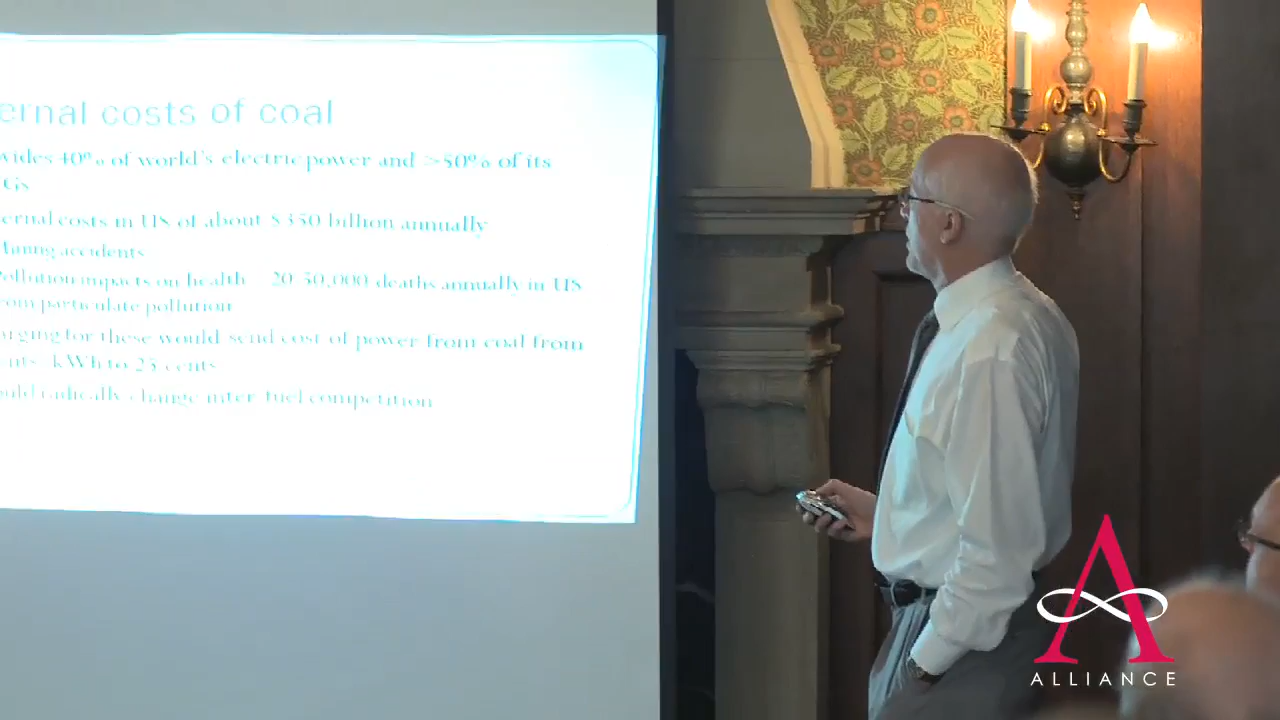 ernal costs of coal
vides 40% of world's electric power and >50% of its
Gs
ernal costs in US of about $350 billion annually
Mining accidents
Pollution impacts on health – 20-50,000 deaths annually in US
rom particulate pollution
arging for these would send cost of power from coal from
nts/kWh to 25 cents
ould radically change inter-fuel competition
ALLIANCE